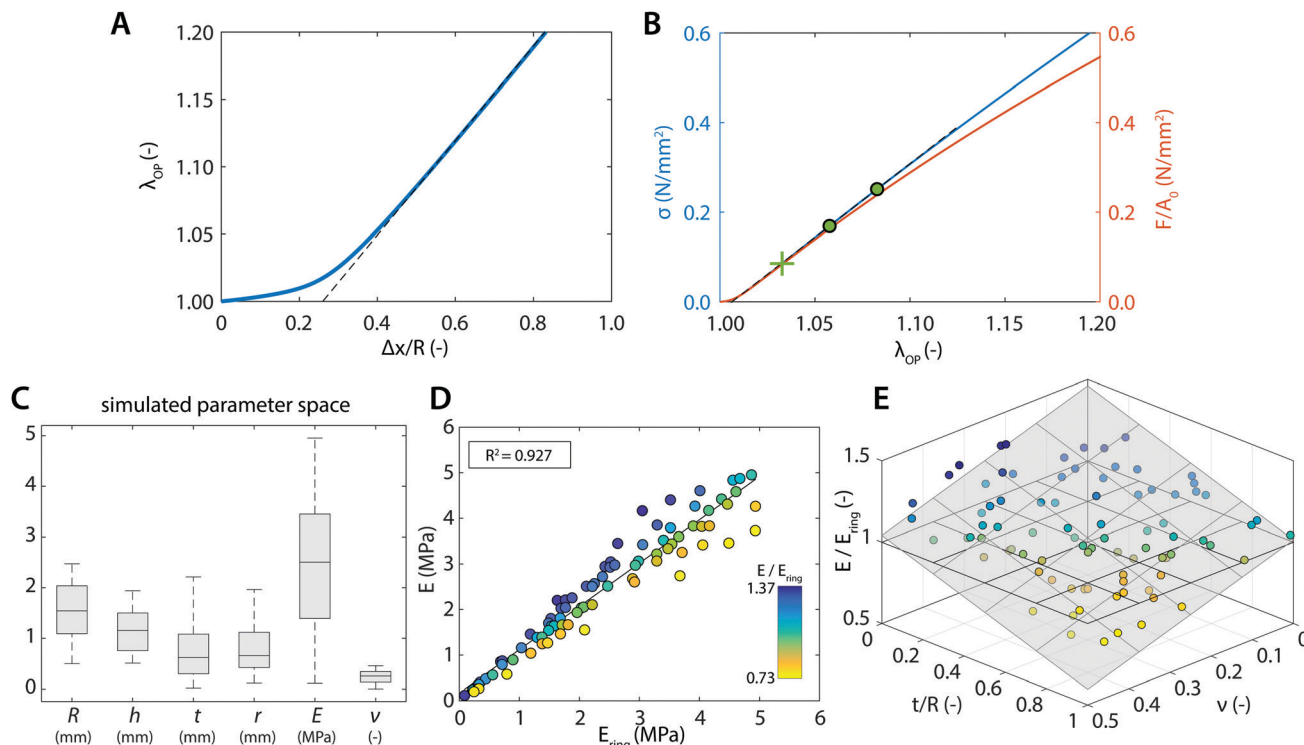 A
1.20
1.15
1.10
1.05
1.00
λOP (-)
0
0.2
0.4
0.6
0.8
1.0
Δx/R (-)
B
0.6
0.4
0.2
0.0
σ (N/mm²)
0.6
0.4
0.2
0.0
F/A0 (N/mm²)
1.00
1.05
1.10
1.15
1.20
λOP (-)
C
simulated parameter space
5
4
3
2
1
0
R h t r E ν
(mm) (mm) (mm) (mm) (MPa) (-)
D
6
5
4
3
2
1
0
E (MPa)
R² = 0.927
E / Ering
1.37
0.73
0 1 2 3 4 5 6
Ering (MPa)
E
1.5
1
0.5
E / Ering (-)
0
0.2
0.4
0.6
0.8
1
t/R (-)
0.5
0.4
0.3
0.2
0.1
0
ν (-)